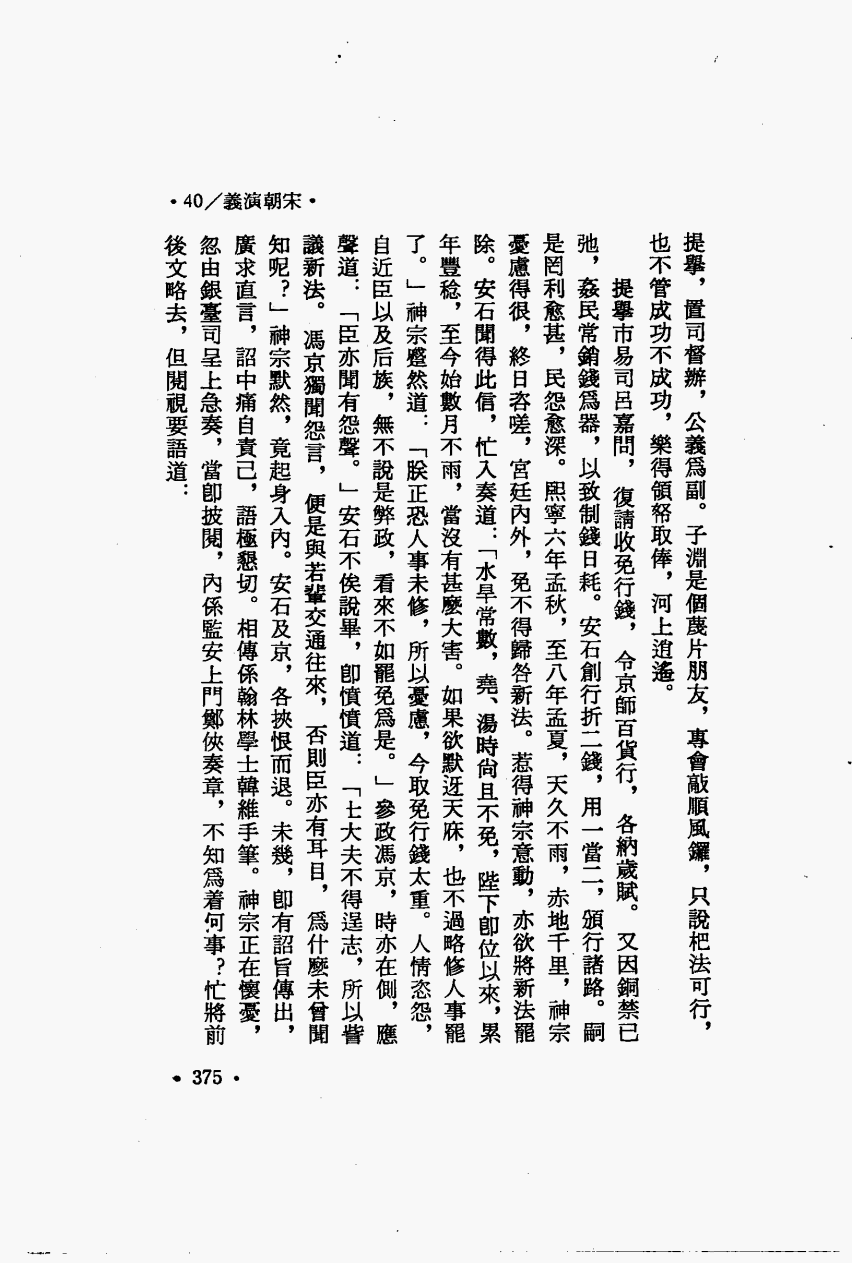 ·宋朝演義/40·
提擧，置司督辦，公義爲副。子淵是個蔑片朋友，專會敲順風鑼，只說杷法可行，
也不管成功不成功，樂得領帑取俸，河上逍遙。
提擧市易司呂嘉問，復請收免行錢，令京師百貨行，各納歲賦。又因銅禁已
弛，姦民常銷錢爲器，以致制錢日耗。安石創行折二錢，用一當二，頒行諸路。嗣
是罔利愈甚，民怨愈深。熙寧六年孟秋，至八年孟夏，天久不雨，赤地千里，神宗
憂慮得很，終日咨嗟，宮廷內外，免不得歸咎新法。惹得神宗意動，亦欲將新法罷
除。安石聞得此信，忙入奏道：「水旱常數，堯、湯時尙且不免，陛下卽位以來，累
年豐稔，至今始數月不雨，當沒有甚麼大害。如果欲默迓天庥，也不過略修人事罷
了。」神宗蹙然道：「朕正恐人事未修，所以憂慮，今取免行錢太重。人情恣怨，
自近臣以及后族，無不說是弊政，看來不如罷免爲是。」參政馮京，時亦在側，應
聲道：「臣亦聞有怨聲。」安石不俟說畢，卽憤憤道：「士大夫不得逞志，所以訾
議新法。馮京獨聞怨言，便是與若輩交通往來，否則臣亦有耳目，爲什麼未曾聞
知呢？」神宗默然，竟起身入內。安石及京，各挾恨而退。未幾，卽有詔旨傳出，
廣求直言，詔中痛自責己，語極懇切。相傳係翰林學士韓維手筆。神宗正在懷憂，
忽由銀臺司呈上急奏，當卽披閱，內係監安上門鄭俠奏章，不知爲着何事？忙將前
後文略去，但閱視要語道：
·375·